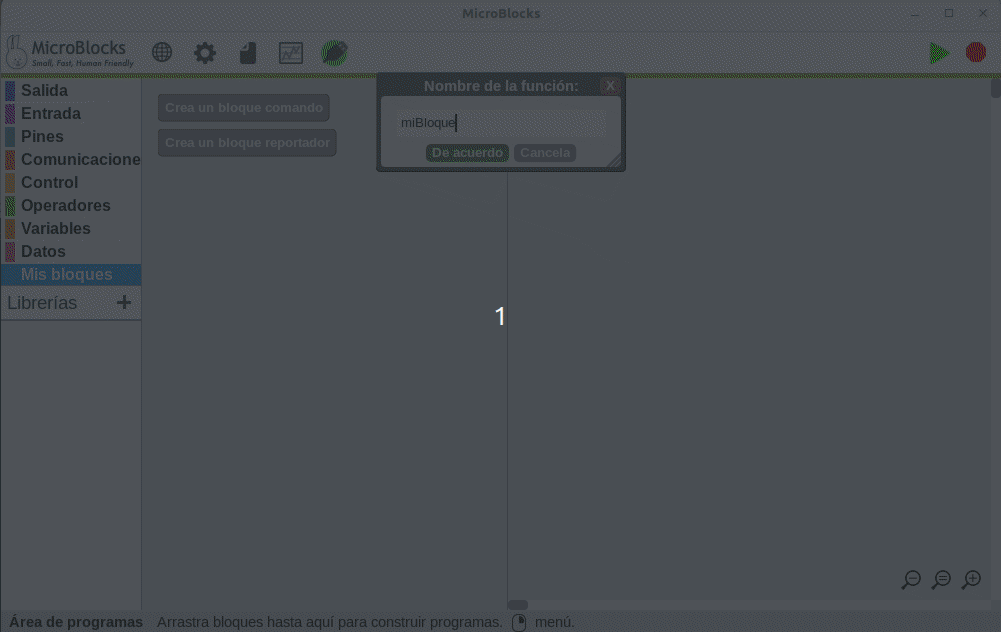 MicroBlocks
MicroBlocks
Small, Fast, Human Friendly
Nombre de la función:
X
miBloque
De acuerdo
Cancela
Salida
Entrada
Pines
Comunicacione
Control
Operadores
Variables
Datos
Mis bloques
Librerías +
Crea un bloque comando
Crea un bloque reportador
1
Área de programas Arrastra bloques hasta aquí para construir programas. menú.